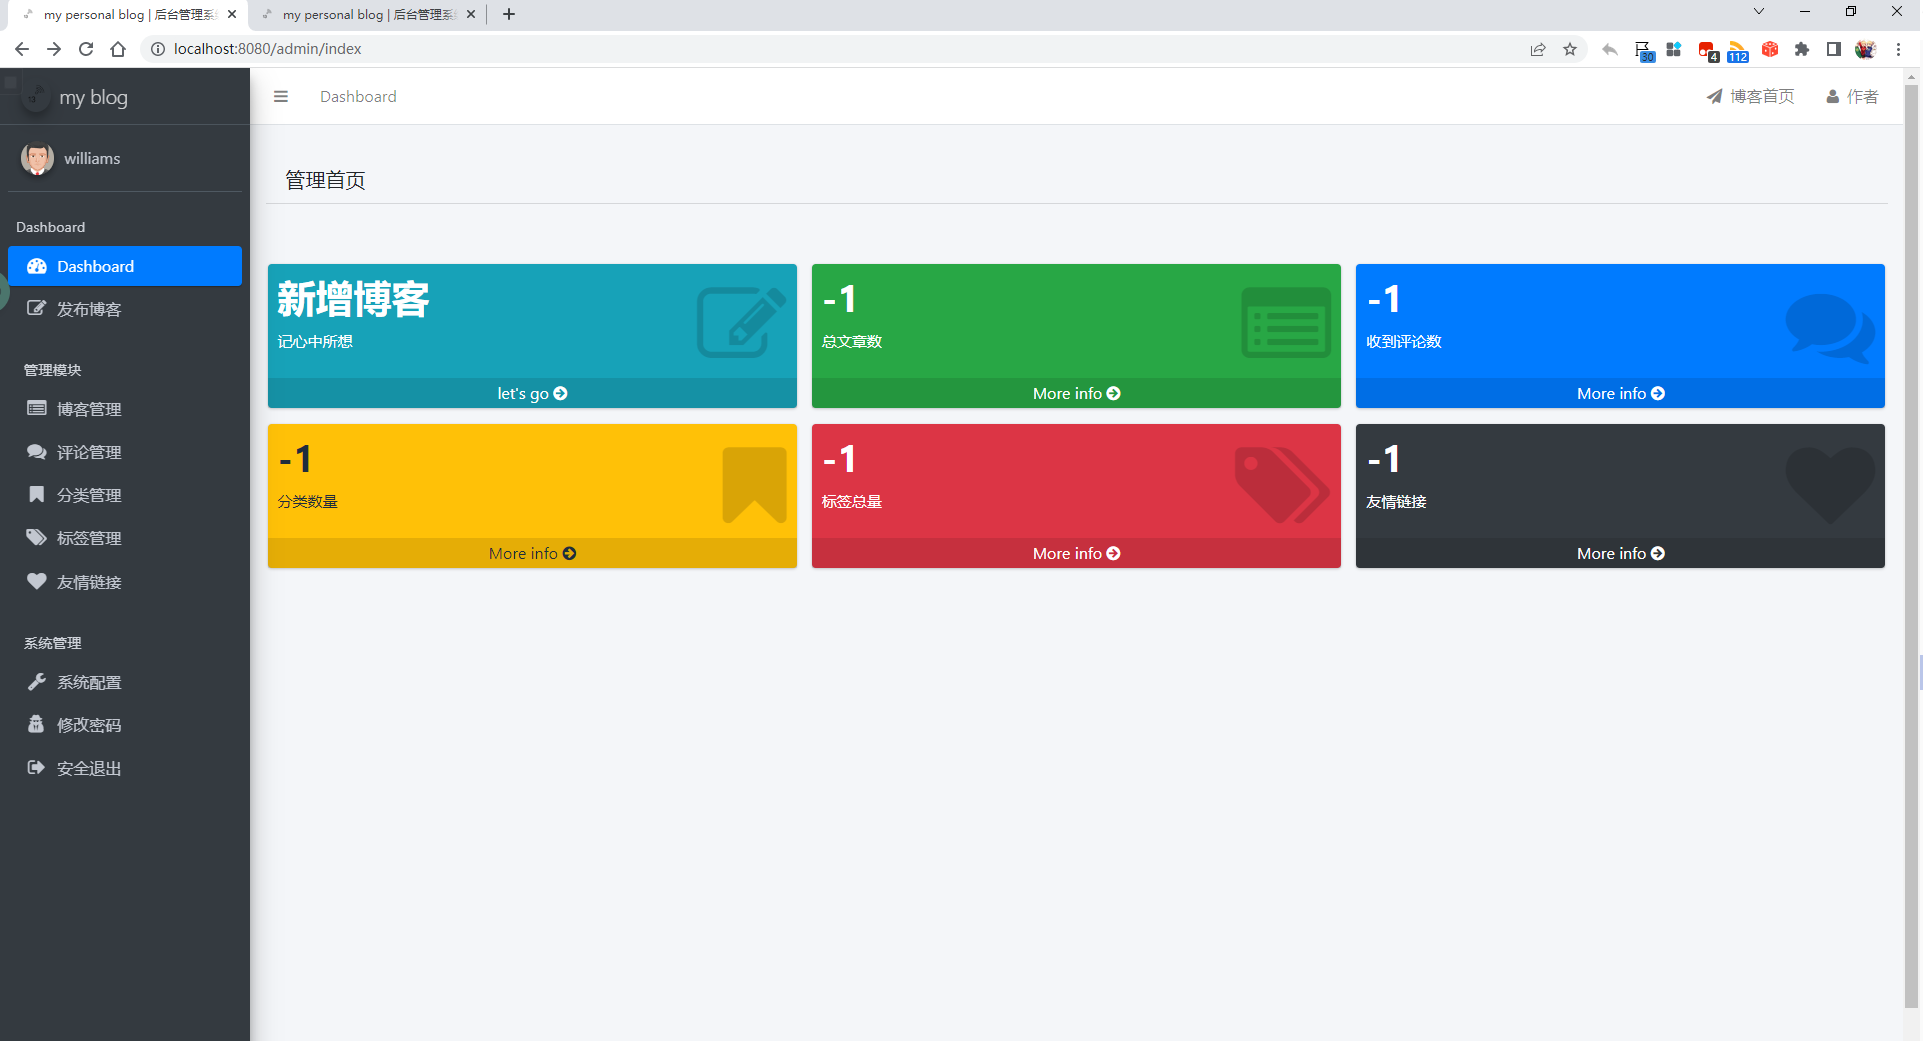 my personal blog | 后台管理系
my personal blog | 后台管理系
localhost:8080/admin/index
30
4
112
my blog
Dashboard
博客首页
作者
williams
管理首页
Dashboard
Dashboard
发布博客
管理模块
博客管理
评论管理
分类管理
标签管理
友情链接
系统管理
系统配置
修改密码
安全退出
新增博客
记心中所想
let's go
-1
总文章数
More info
-1
收到评论数
More info
-1
分类数量
More info
-1
标签总量
More info
-1
友情链接
More info